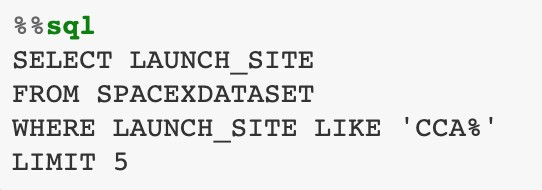 %%sql
SELECT LAUNCH_SITE
FROM SPACEXDATASET
WHERE LAUNCH_SITE LIKE 'CCA%'
LIMIT 5